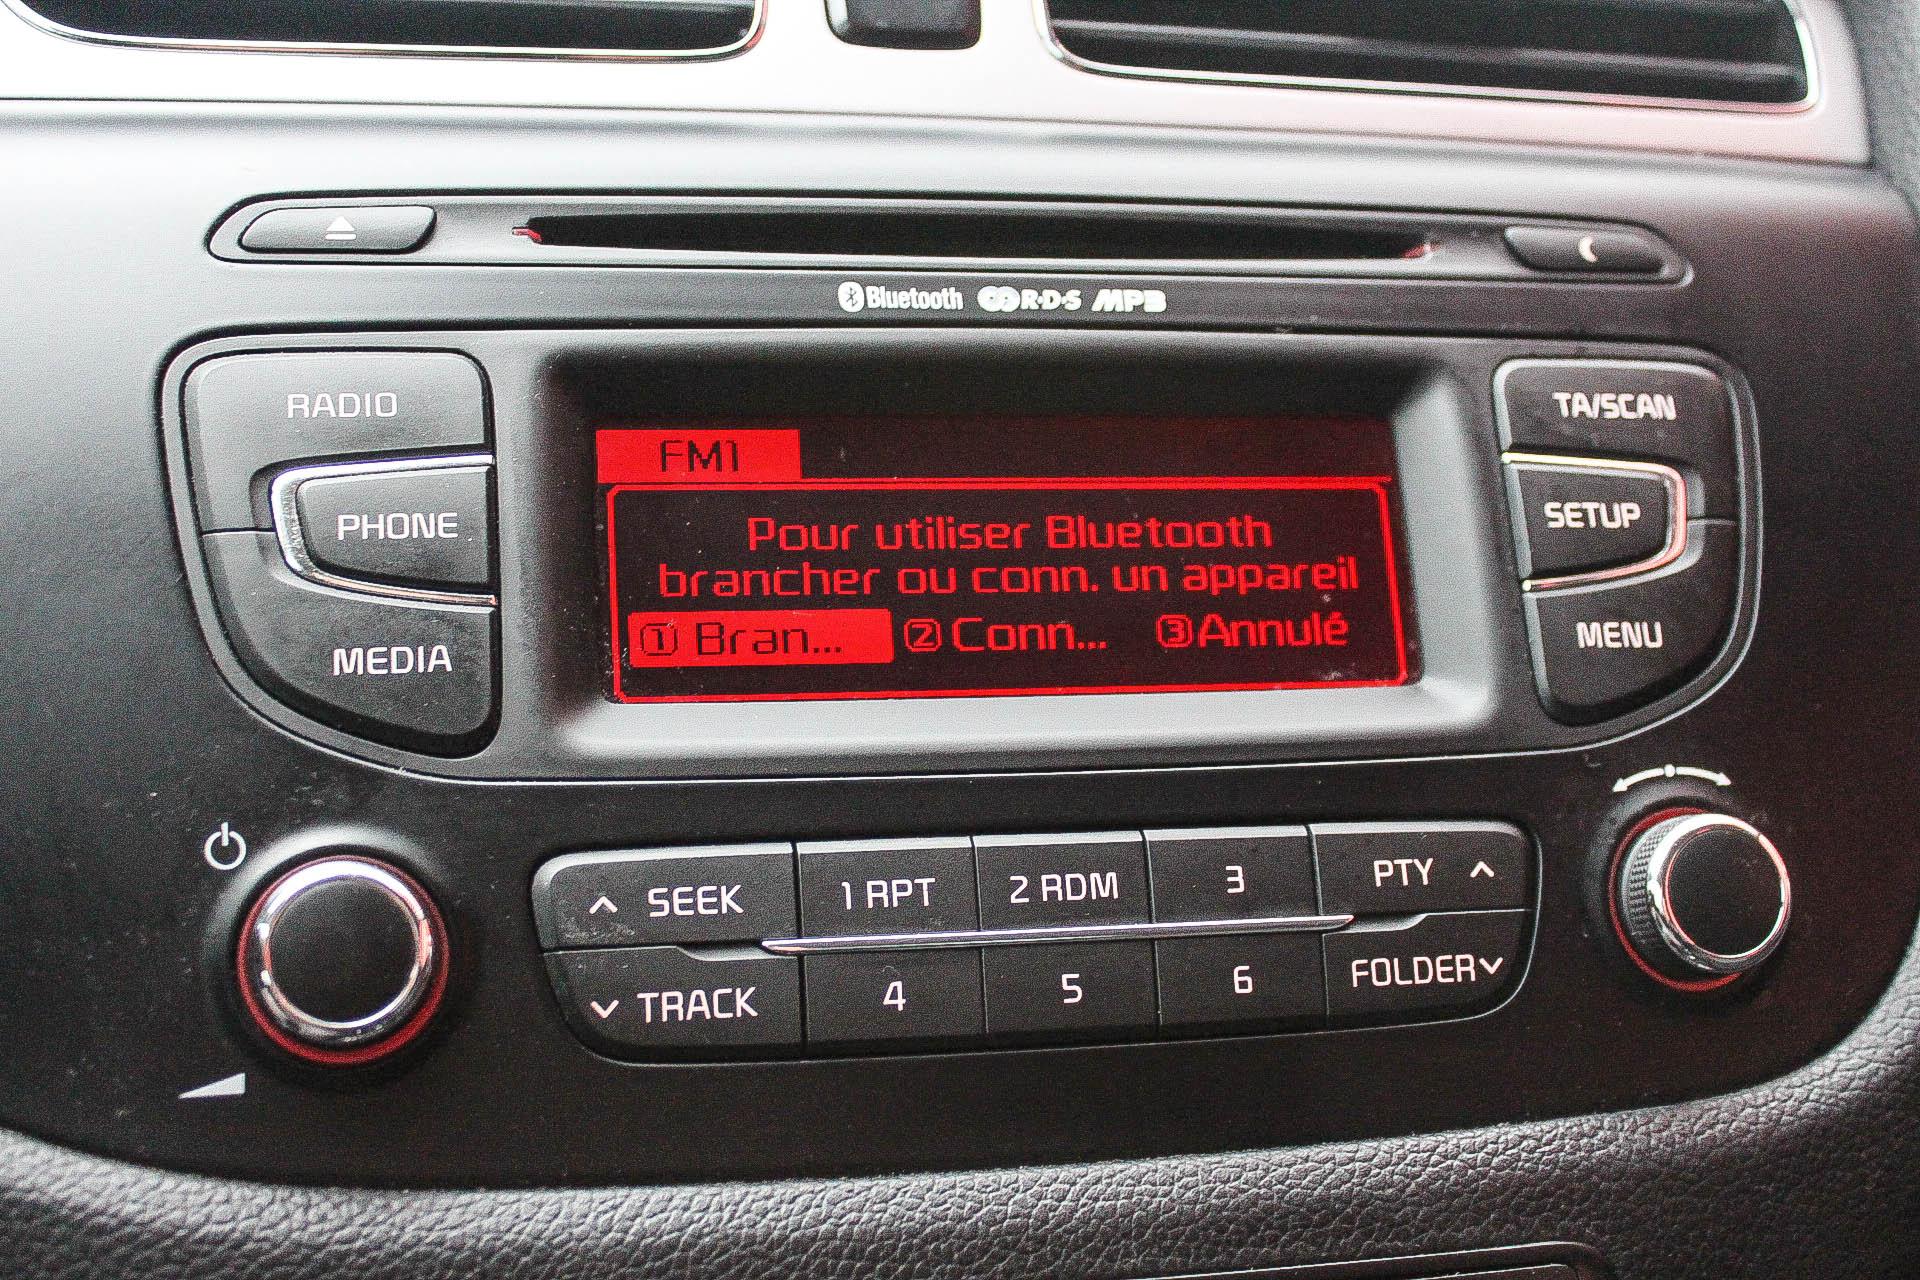 Bluetooth R·D·S MP3
RADIO
PHONE
MEDIA
FM1
Pour utiliser Bluetooth
brancher ou conn. un appareil
1 Bran... 2 Conn... 3 Annulé
TA/SCAN
SETUP
MENU
SEEK 1 RPT 2 RDM 3 PTY
TRACK 4 5 6 FOLDER